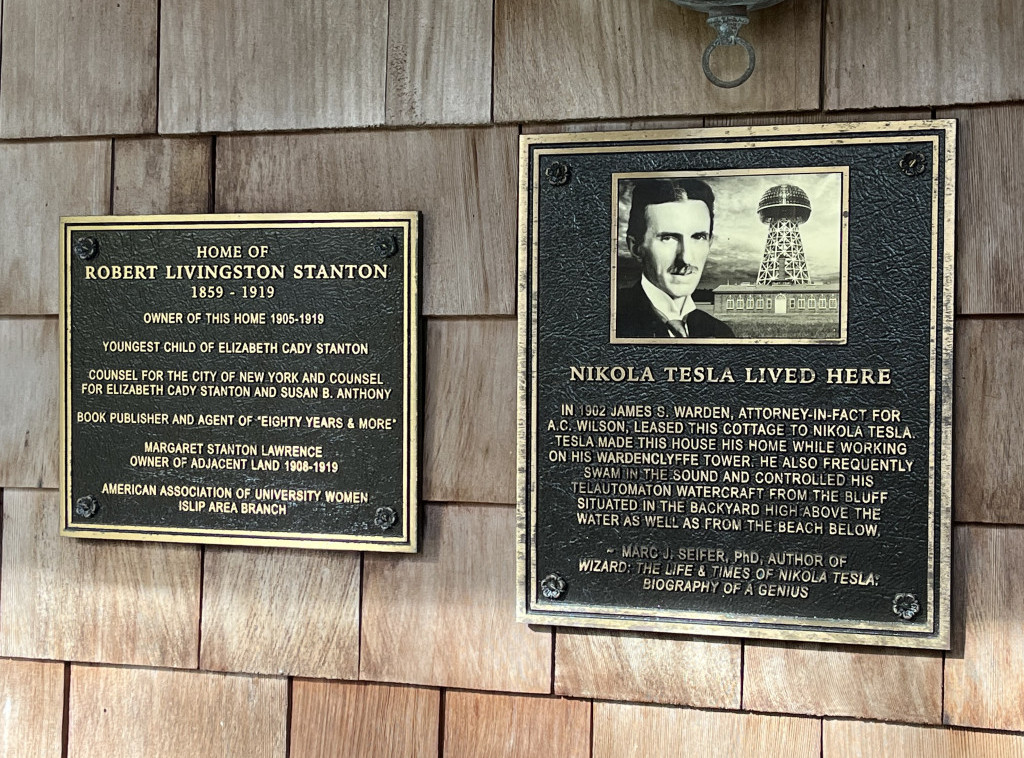 HOME OF
ROBERT LIVINGSTON STANTON
1859 - 1919
OWNER OF THIS HOME 1905-1919
YOUNGEST CHILD OF ELIZABETH CADY STANTON
COUNSEL FOR THE CITY OF NEW YORK AND COUNSEL
FOR ELIZABETH CADY STANTON AND SUSAN B. ANTHONY
BOOK PUBLISHER AND AGENT OF "EIGHTY YEARS & MORE"
MARGARET STANTON LAWRENCE
OWNER OF ADJACENT LAND 1908-1919
AMERICAN ASSOCIATION OF UNIVERSITY WOMEN
ISLIP AREA BRANCH
NIKOLA TESLA LIVED HERE
IN 1902 JAMES S. WARDEN, ATTORNEY-IN-FACT FOR
A.C. WILSON, LEASED THIS COTTAGE TO NIKOLA TESLA.
TESLA MADE THIS HOUSE HIS HOME WHILE WORKING
ON HIS WARDENCLYFFE TOWER. HE ALSO FREQUENTLY
SWAM IN THE SOUND AND CONTROLLED HIS
TELAUTOMATON WATERCRAFT FROM THE BLUFF
SITUATED IN THE BACKYARD HIGH ABOVE THE
WATER AS WELL AS FROM THE BEACH BELOW.
~ MARC J. SEIFER, PhD, AUTHOR OF
WIZARD: THE LIFE & TIMES OF NIKOLA TESLA:
BIOGRAPHY OF A GENIUS